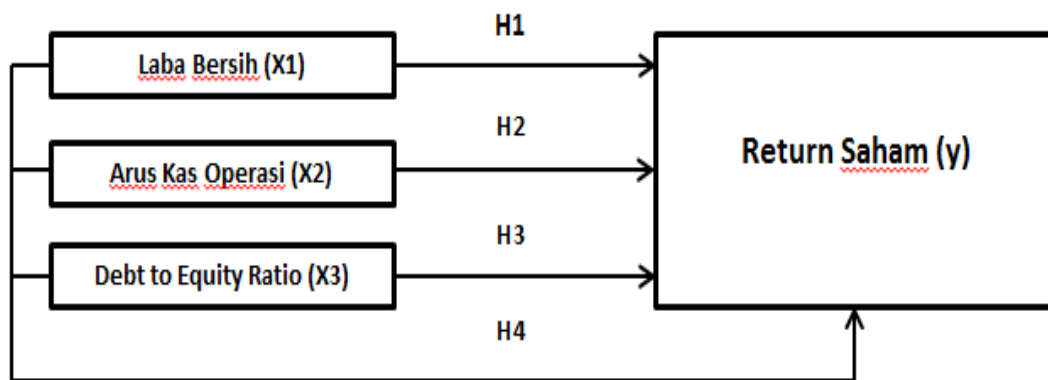 H1
Laba Bersih (X1)
H2
Arus Kas Operasi (X2)
H3
Debt to Equity Ratio (X3)
H4
Return Saham (y)